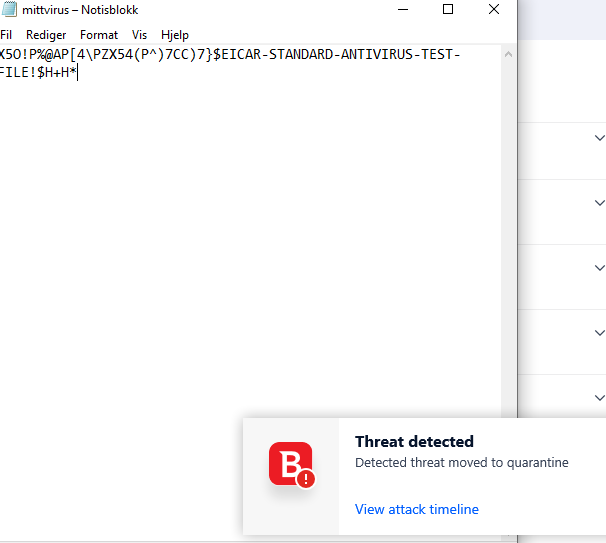 mittvirus – Notisblokk
Fil Rediger Format Vis Hjelp
X5O!P%@AP[4\PZX54(P^)7CC)7}$EICAR-STANDARD-ANTIVIRUS-TEST-
FILE!$H+H*
B
Threat detected
Detected threat moved to quarantine
View attack timeline